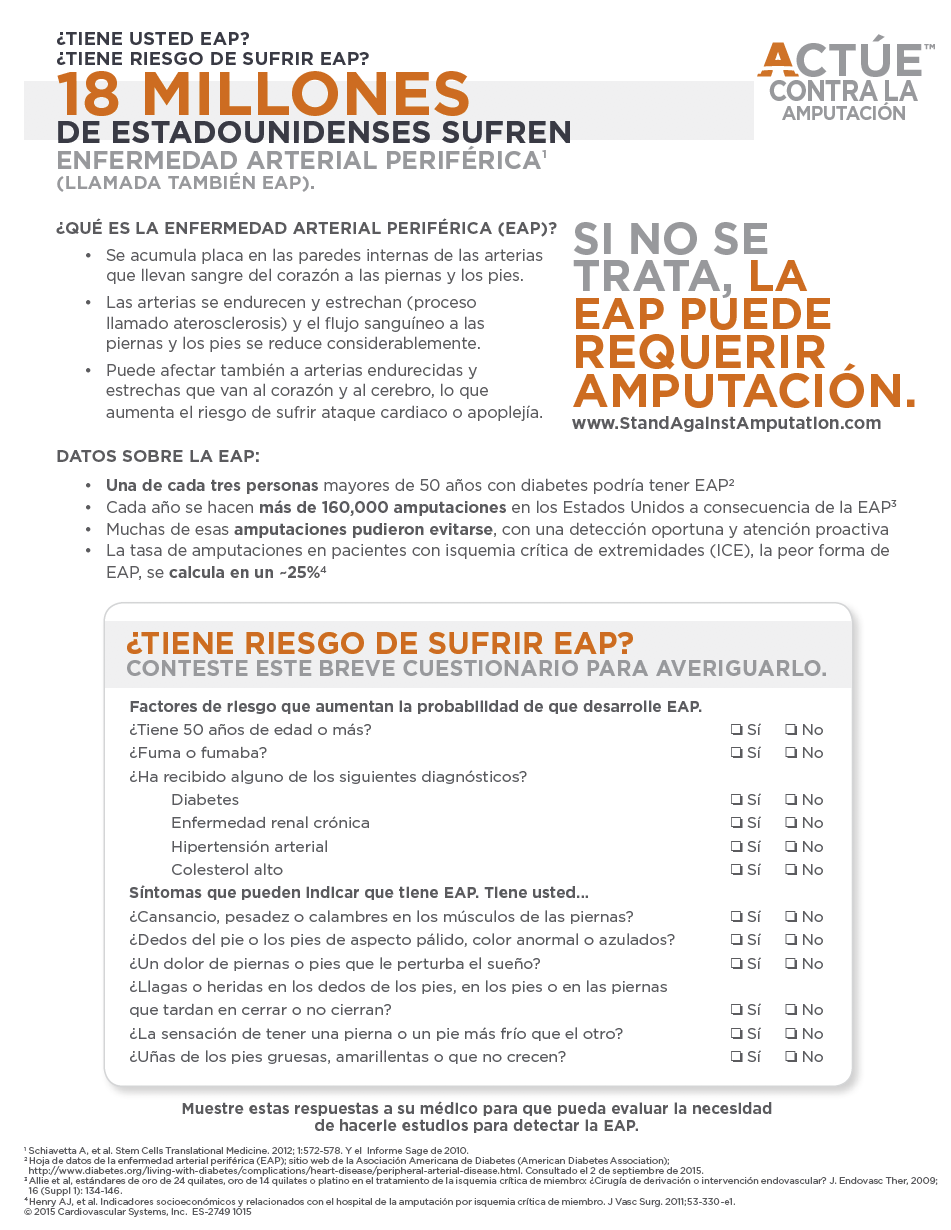 ¿TIENE USTED EAP?
¿TIENE RIESGO DE SUFRIR EAP?
18 MILLONES
DE ESTADOUNIDENSES SUFREN
ENFERMEDAD ARTERIAL PERIFÉRICA¹
(LLAMADA TAMBIÉN EAP).
ACTÚE™
CONTRA LA
AMPUTACIÓN
¿QUÉ ES LA ENFERMEDAD ARTERIAL PERIFÉRICA (EAP)?
• Se acumula placa en las paredes internas de las arterias
que llevan sangre del corazón a las piernas y los pies.
• Las arterias se endurecen y estrechan (proceso
llamado aterosclerosis) y el flujo sanguíneo a las
piernas y los pies se reduce considerablemente.
• Puede afectar también a arterias endurecidas y
estrechas que van al corazón y al cerebro, lo que
aumenta el riesgo de sufrir ataque cardiaco o apoplejía.
SI NO SE
TRATA, LA
EAP PUEDE
REQUERIR
AMPUTACIÓN.
www.StandAgainstAmputation.com
DATOS SOBRE LA EAP:
• Una de cada tres personas mayores de 50 años con diabetes podría tener EAP²
• Cada año se hacen más de 160,000 amputaciones en los Estados Unidos a consecuencia de la EAP³
• Muchas de esas amputaciones pudieron evitarse, con una detección oportuna y atención proactiva
• La tasa de amputaciones en pacientes con isquemia crítica de extremidades (ICE), la peor forma de
EAP, se calcula en un ~25%⁴
¿TIENE RIESGO DE SUFRIR EAP?
CONTESTE ESTE BREVE CUESTIONARIO PARA AVERIGUARLO.
Factores de riesgo que aumentan la probabilidad de que desarrolle EAP.
¿Tiene 50 años de edad o más? ❏ Sí ❏ No
¿Fuma o fumaba? ❏ Sí ❏ No
¿Ha recibido alguno de los siguientes diagnósticos?
Diabetes ❏ Sí ❏ No
Enfermedad renal crónica ❏ Sí ❏ No
Hipertensión arterial ❏ Sí ❏ No
Colesterol alto ❏ Sí ❏ No
Síntomas que pueden indicar que tiene EAP. Tiene usted...
¿Cansancio, pesadez o calambres en los músculos de las piernas? ❏ Sí ❏ No
¿Dedos del pie o los pies de aspecto pálido, color anormal o azulados? ❏ Sí ❏ No
¿Un dolor de piernas o pies que le perturba el sueño? ❏ Sí ❏ No
¿Llagas o heridas en los dedos de los pies, en los pies o en las piernas
que tardan en cerrar o no cierran? ❏ Sí ❏ No
¿La sensación de tener una pierna o un pie más frío que el otro? ❏ Sí ❏ No
¿Uñas de los pies gruesas, amarillentas o que no crecen? ❏ Sí ❏ No
Muestre estas respuestas a su médico para que pueda evaluar la necesidad
de hacerle estudios para detectar la EAP.
¹ Schiavetta A, et al. Stem Cells Translational Medicine. 2012; 1:572-578. Y el Informe Sage de 2010.
² Hoja de datos de la enfermedad arterial periférica (EAP); sitio web de la Asociación Americana de Diabetes (American Diabetes Association);
http://www.diabetes.org/living-with-diabetes/complications/heart-disease/peripheral-arterial-disease.html. Consultado el 2 de septiembre de 2015.
³ Allie et al, estándares de oro de 24 quilates, oro de 14 quilates o platino en el tratamiento de la isquemia crítica de miembro: ¿Cirugía de derivación o intervención endovascular? J. Endovasc Ther, 2009;
16 (Suppl 1): 134-146.
⁴ Henry AJ, et al. Indicadores socioeconómicos y relacionados con el hospital de la amputación por isquemia crítica de miembro. J Vasc Surg. 2011;53-330-e1.
© 2015 Cardiovascular Systems, Inc. ES-2749 1015